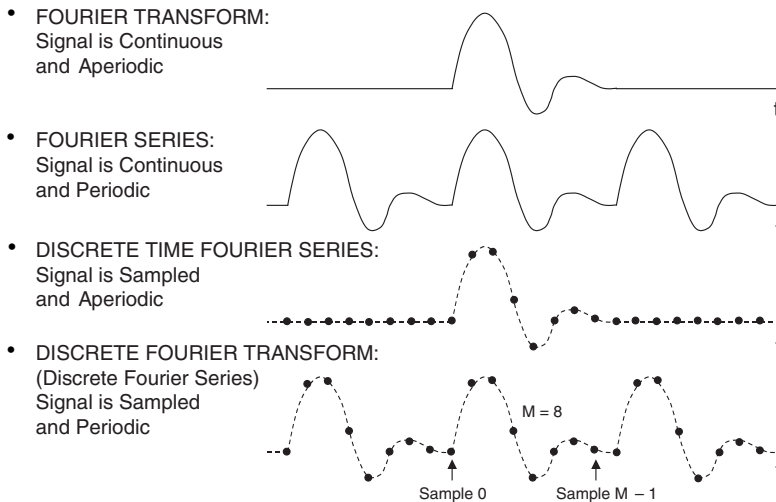 • FOURIER TRANSFORM:
Signal is Continuous
and Aperiodic
t
• FOURIER SERIES:
Signal is Continuous
and Periodic
• DISCRETE TIME FOURIER SERIES:
Signal is Sampled
and Aperiodic
• DISCRETE FOURIER TRANSFORM:
(Discrete Fourier Series)
Signal is Sampled
and Periodic
M = 8
Sample 0
Sample M – 1